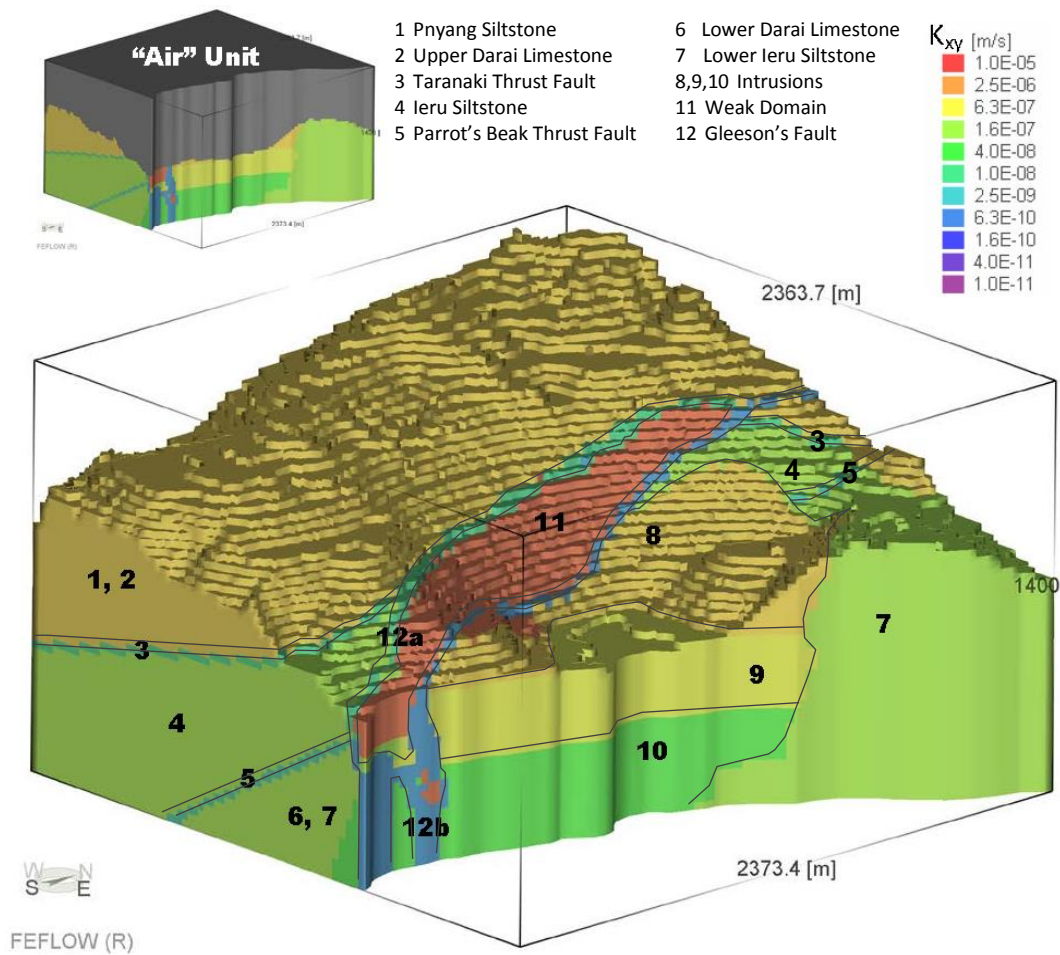 "Air" Unit
1400
2373.4 [m]
S E
FEFLOW (R)
1 Pnyang Siltstone
2 Upper Darai Limestone
3 Taranaki Thrust Fault
4 Ieru Siltstone
5 Parrot's Beak Thrust Fault
6 Lower Darai Limestone
7 Lower Ieru Siltstone
8,9,10 Intrusions
11 Weak Domain
12 Gleeson's Fault
Kxy [m/s]
1.0E-05
2.5E-06
6.3E-07
1.6E-07
4.0E-08
1.0E-08
2.5E-09
6.3E-10
1.6E-10
4.0E-11
1.0E-11
2363.7 [m]
3
4
5
11
8
1, 2
1400
7
12a
3
9
4
10
5
6, 7
12b
2373.4 [m]
W N
S E
FEFLOW (R)